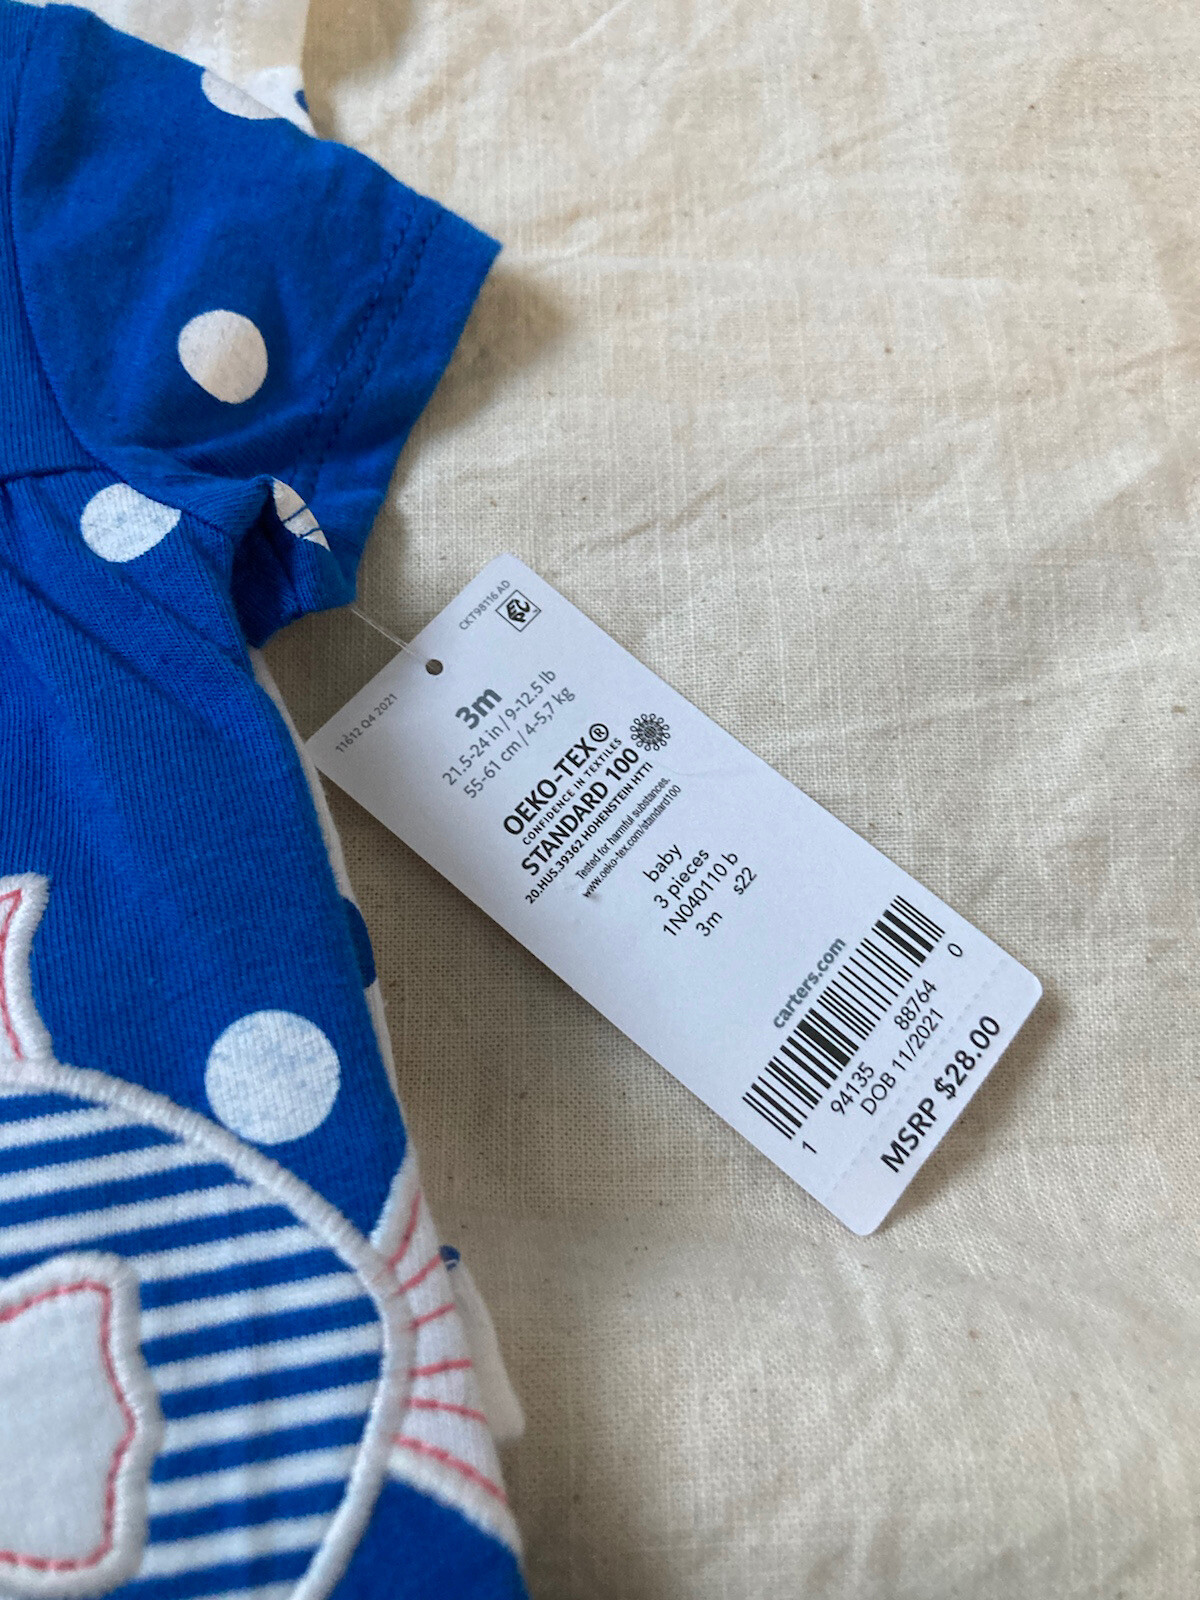 CKT98116 AD
11612 Q4 2021
3m
21.5-24 in / 9-12.5 lb
55-61 cm / 4-5,7 kg
OEKO-TEX®
CONFIDENCE IN TEXTILES
STANDARD 100
20.HUS.39362 HOHENSTEIN HTTI
Tested for harmful substances.
www.oeko-tex.com/standard100
baby
3 pieces
1N040110 b
3m s22
carters.com
1 94135 88764 0
DOB 11/2021
MSRP $28.00